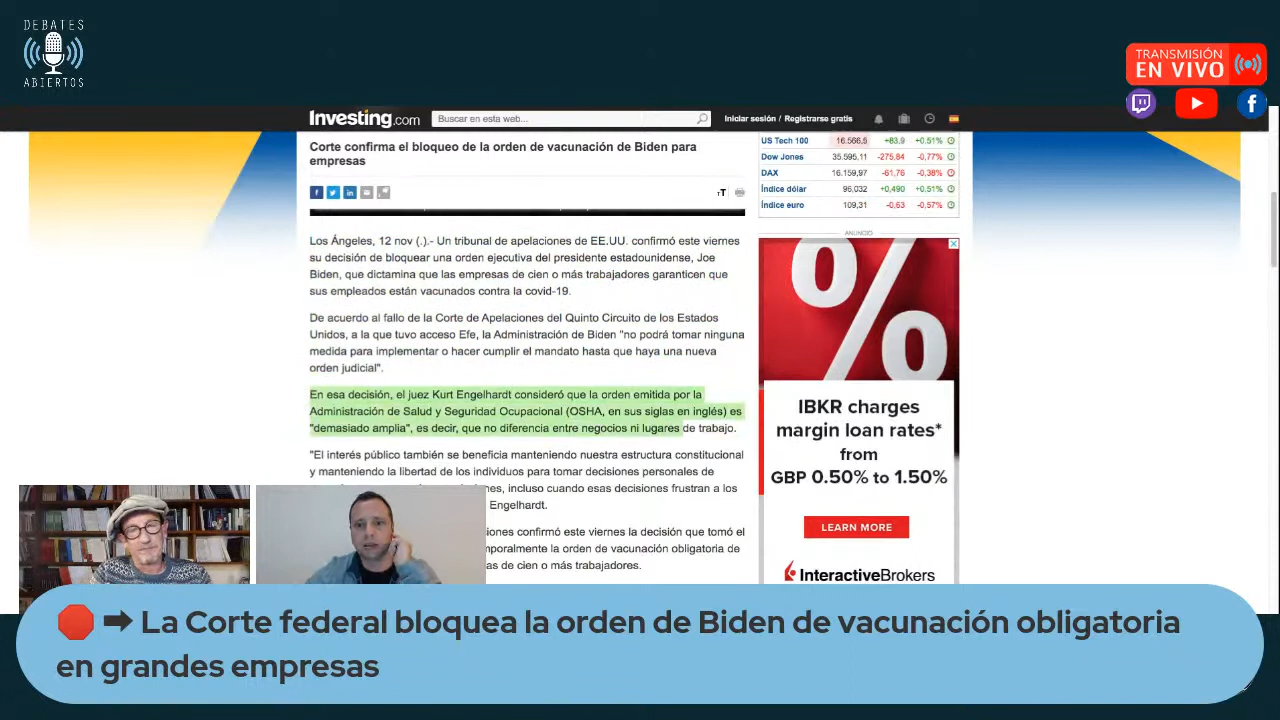 DEBATES
ABIERTOS
TRANSMISIÓN
EN VIVO
Investing.com
Buscar en esta web...
Iniciar sesión / Registrarse gratis
Corte confirma el bloqueo de la orden de vacunación de Biden para
empresas
US Tech 100 16.566,5 +83,9 +0.51%
Dow Jones 35.595,11 -275,84 -0,77%
DAX 16.159,97 -61,76 -0,38%
Índice dólar 96,032 +0,490 +0,51%
Índice euro 109,31 -0,63 -0,57%
Los Ángeles, 12 nov (.).- Un tribunal de apelaciones de EE.UU. confirmó este viernes
su decisión de bloquear una orden ejecutiva del presidente estadounidense, Joe
Biden, que dictamina que las empresas de cien o más trabajadores garanticen que
sus empleados están vacunados contra la covid-19.
De acuerdo al fallo de la Corte de Apelaciones del Quinto Circuito de los Estados
Unidos, a la que tuvo acceso Efe, la Administración de Biden "no podrá tomar ninguna
medida para implementar o hacer cumplir el mandato hasta que haya una nueva
orden judicial".
En esa decisión, el juez Kurt Engelhardt consideró que la orden emitida por la
Administración de Salud y Seguridad Ocupacional (OSHA, en sus siglas en inglés) es
"demasiado amplia", es decir, que no diferencia entre negocios ni lugares de trabajo.
"El interés público también se beneficia manteniendo nuestra estructura constitucional
y manteniendo la libertad de los individuos para tomar decisiones personales de
incluso cuando esas decisiones frustran a los
Engelhardt.
iones confirmó este viernes la decisión que tomó el
mporalmente la orden de vacunación obligatoria de
as de cien o más trabajadores.
ANUNCIO
IBKR charges
margin loan rates*
from
GBP 0.50% to 1.50%
LEARN MORE
InteractiveBrokers
La Corte federal bloquea la orden de Biden de vacunación obligatoria
en grandes empresas